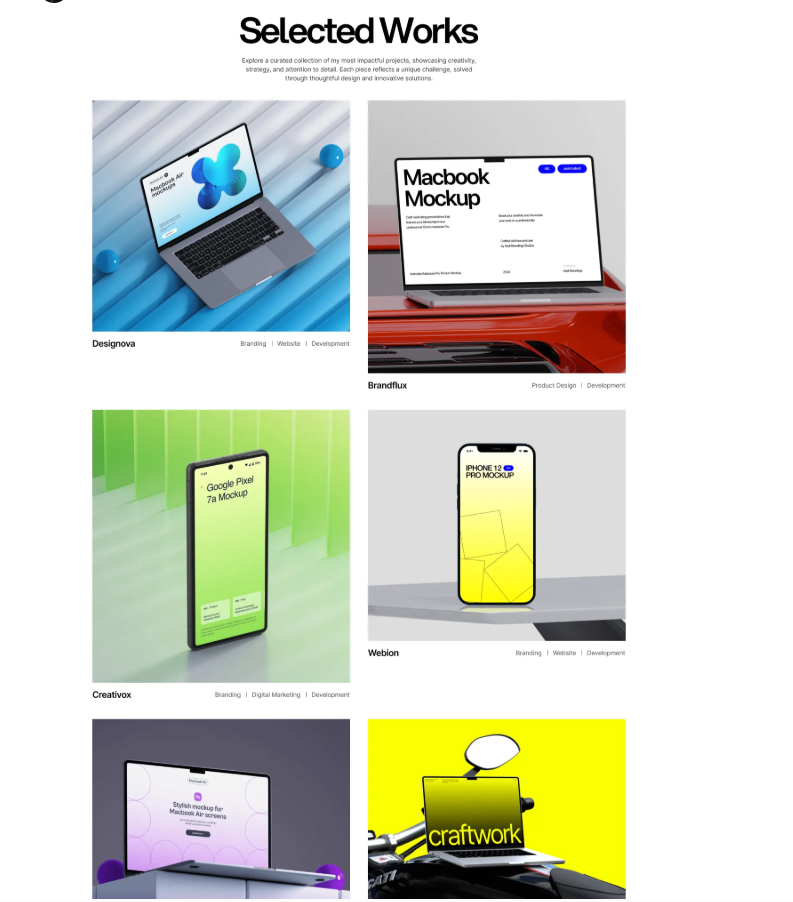 Selected Works
Explore a curated collection of my most impactful projects, showcasing creativity,
strategy, and attention to detail. Each piece reflects a unique challenge, solved
through thoughtful design and innovative solutions.
Macbook Air
mockups
Macbook
Mockup
animated
Designova
Branding | Website | Development
Brandflux
Product Design | Development
Google Pixel
7a Mockup
IPHONE 12
PRO MOCKUP
Creativox
Branding | Digital Marketing | Development
Webion
Branding | Website | Development
Stylish mockup for
Macbook Air screens
craftwork